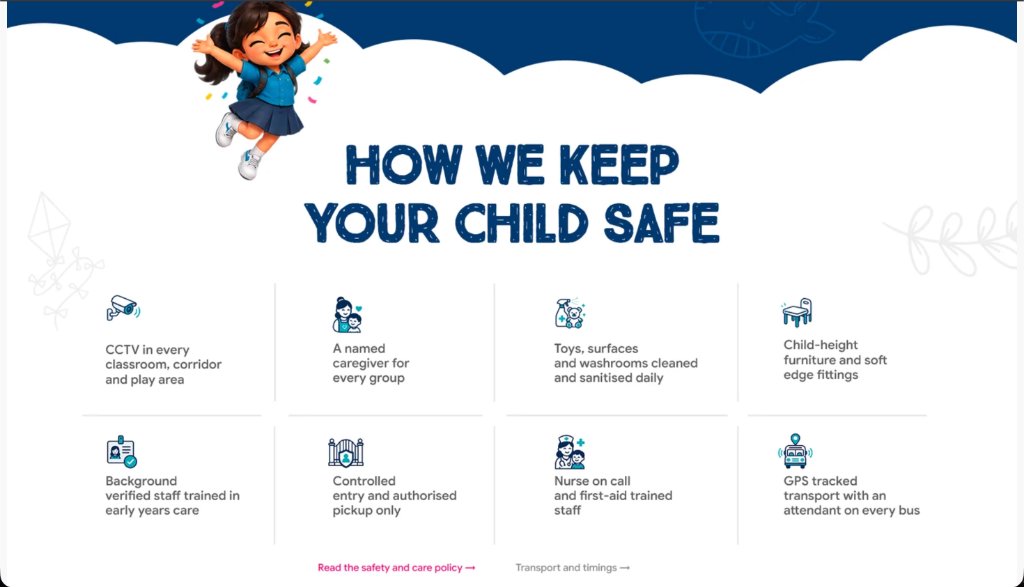 HOW WE KEEP
YOUR CHILD SAFE
CCTV in every
classroom, corridor
and play area
A named
caregiver for
every group
Toys, surfaces
and washrooms cleaned
and sanitised daily
Child-height
furniture and soft
edge fittings
Background
verified staff trained in
early years care
Controlled
entry and authorised
pickup only
Nurse on call
and first-aid trained
staff
GPS tracked
transport with an
attendant on every bus
Read the safety and care policy →
Transport and timings →